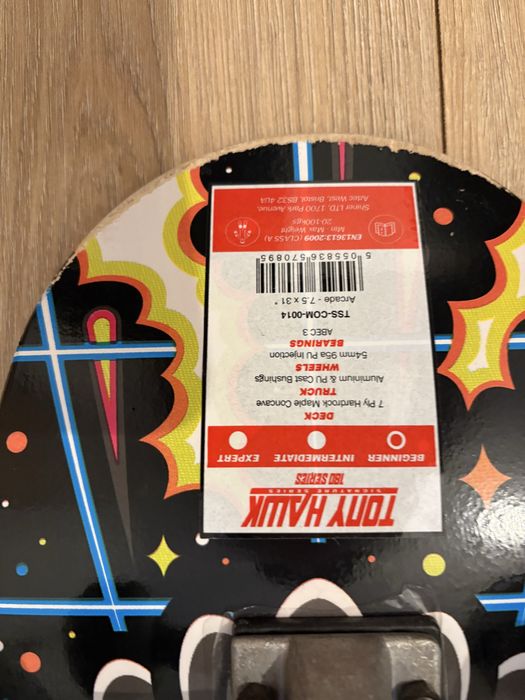 TONY HAWK
SIGNATURE SERIES
180 SERIES
BEGINNER INTERMEDIATE EXPERT
DECK
7 Ply Hardrock Maple Concave
TRUCK
Aluminium & PU Cast Bushings
WHEELS
54mm 95a PU Injection
BEARINGS
ABEC 3
TSS-COM-0014
Arcade - 7.5 x 31"
5 055836 570895
EN13613:2009 (CLASS A)
Min - Max Weight
20-100kgs
Shiner LTD, 1700 Park Avenue,
Aztec West, Bristol, BS32 4UA